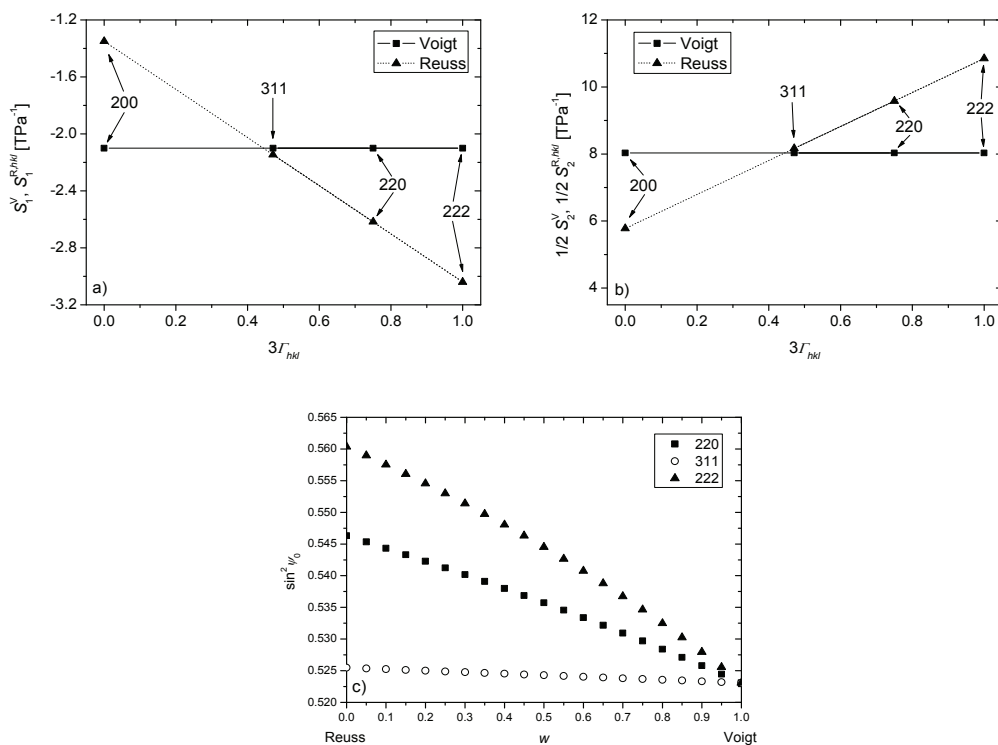 S₁ⱽ, S₁ᴿ,ʰᵏˡ [TPa⁻¹]
-1.2
-1.6
-2.0
-2.4
-2.8
-3.2
Voigt
Reuss
200
311
220
222
a)
0.0 0.2 0.4 0.6 0.8 1.0
3Γhkl
1/2 S₂ⱽ, 1/2 S₂ᴿ,ʰᵏˡ [TPa⁻¹]
12
10
8
6
4
Voigt
Reuss
311
200
220
222
b)
0.0 0.2 0.4 0.6 0.8 1.0
3Γhkl
sin²ψ₀
0.565
0.560
0.555
0.550
0.545
0.540
0.535
0.530
0.525
0.520
220
311
222
c)
0.0 0.1 0.2 0.3 0.4 0.5 0.6 0.7 0.8 0.9 1.0
Reuss w Voigt